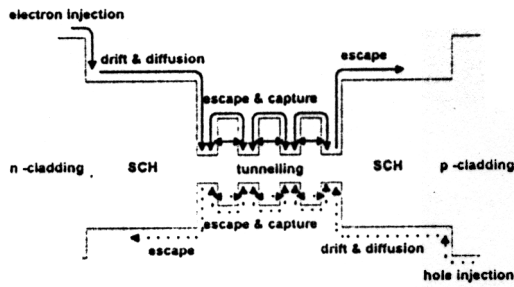 electron injection
drift & diffusion
escape
escape & capture
n -cladding
SCH
tunnelling
SCH
p -cladding
escape & capture
escape
drift & diffusion
hole injection